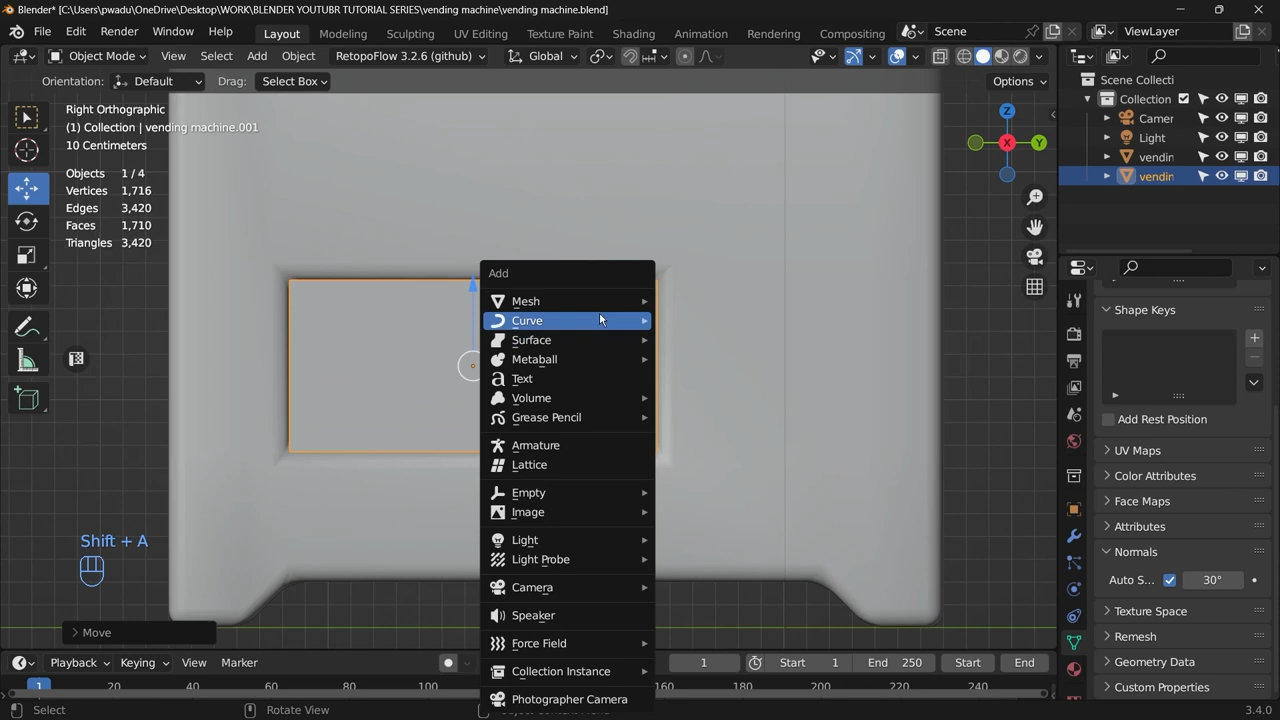 Blender* [C:\Users\pwadu\OneDrive\Desktop\WORK\BLENDER YOUTUBR TUTORIAL SERIES\vending machine\vending machine.blend]
File Edit Render Window Help Layout Modeling Sculpting UV Editing Texture Paint Shading Animation Rendering Compositing Scene ViewLayer
Object Mode View Select Add Object RetopoFlow 3.2.6 (github) Global
Orientation: Default Drag: Select Box Options
Right Orthographic
(1) Collection | vending machine.001
10 Centimeters
Objects 1/4
Vertices 1,716
Edges 3,420
Faces 1,710
Triangles 3,420
Z
X
Y
Add
Mesh
Curve
Surface
Metaball
Text
Volume
Grease Pencil
Armature
Lattice
Empty
Image
Light
Light Probe
Camera
Speaker
Force Field
Collection Instance
Photographer Camera
Shift + A
Move
Scene Collecti
Collection
Camer
Light
vendin
vendin
Shape Keys
Add Rest Position
UV Maps
Color Attributes
Face Maps
Attributes
Normals
Auto S... 30°
Texture Space
Remesh
Geometry Data
Custom Properties
Playback Keying View Marker 1 Start 1 End 250 Start End
1 20 40 60 80 100 160 180 200 220 240
Select Rotate View 3.4.0